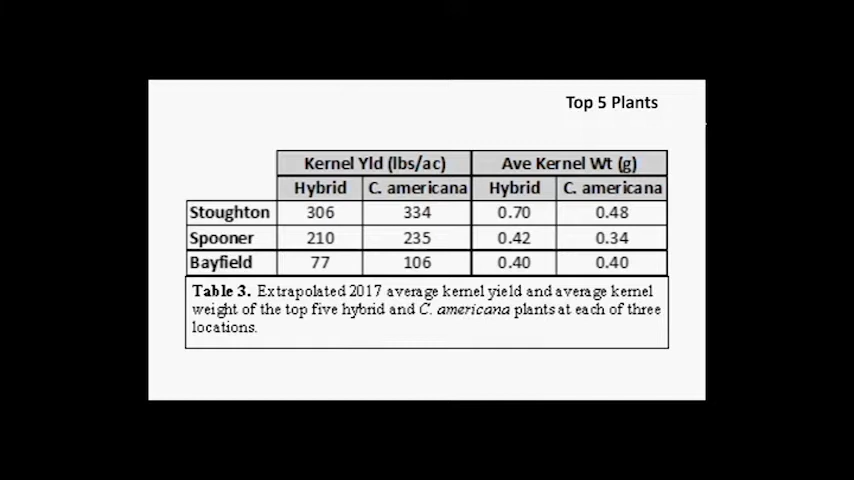 Top 5 Plants
Kernel Yld (lbs/ac) Ave Kernel Wt (g)
Hybrid C. americana Hybrid C. americana
Stoughton 306 334 0.70 0.48
Spooner 210 235 0.42 0.34
Bayfield 77 106 0.40 0.40
Table 3. Extrapolated 2017 average kernel yield and average kernel
weight of the top five hybrid and C. americana plants at each of three
locations.